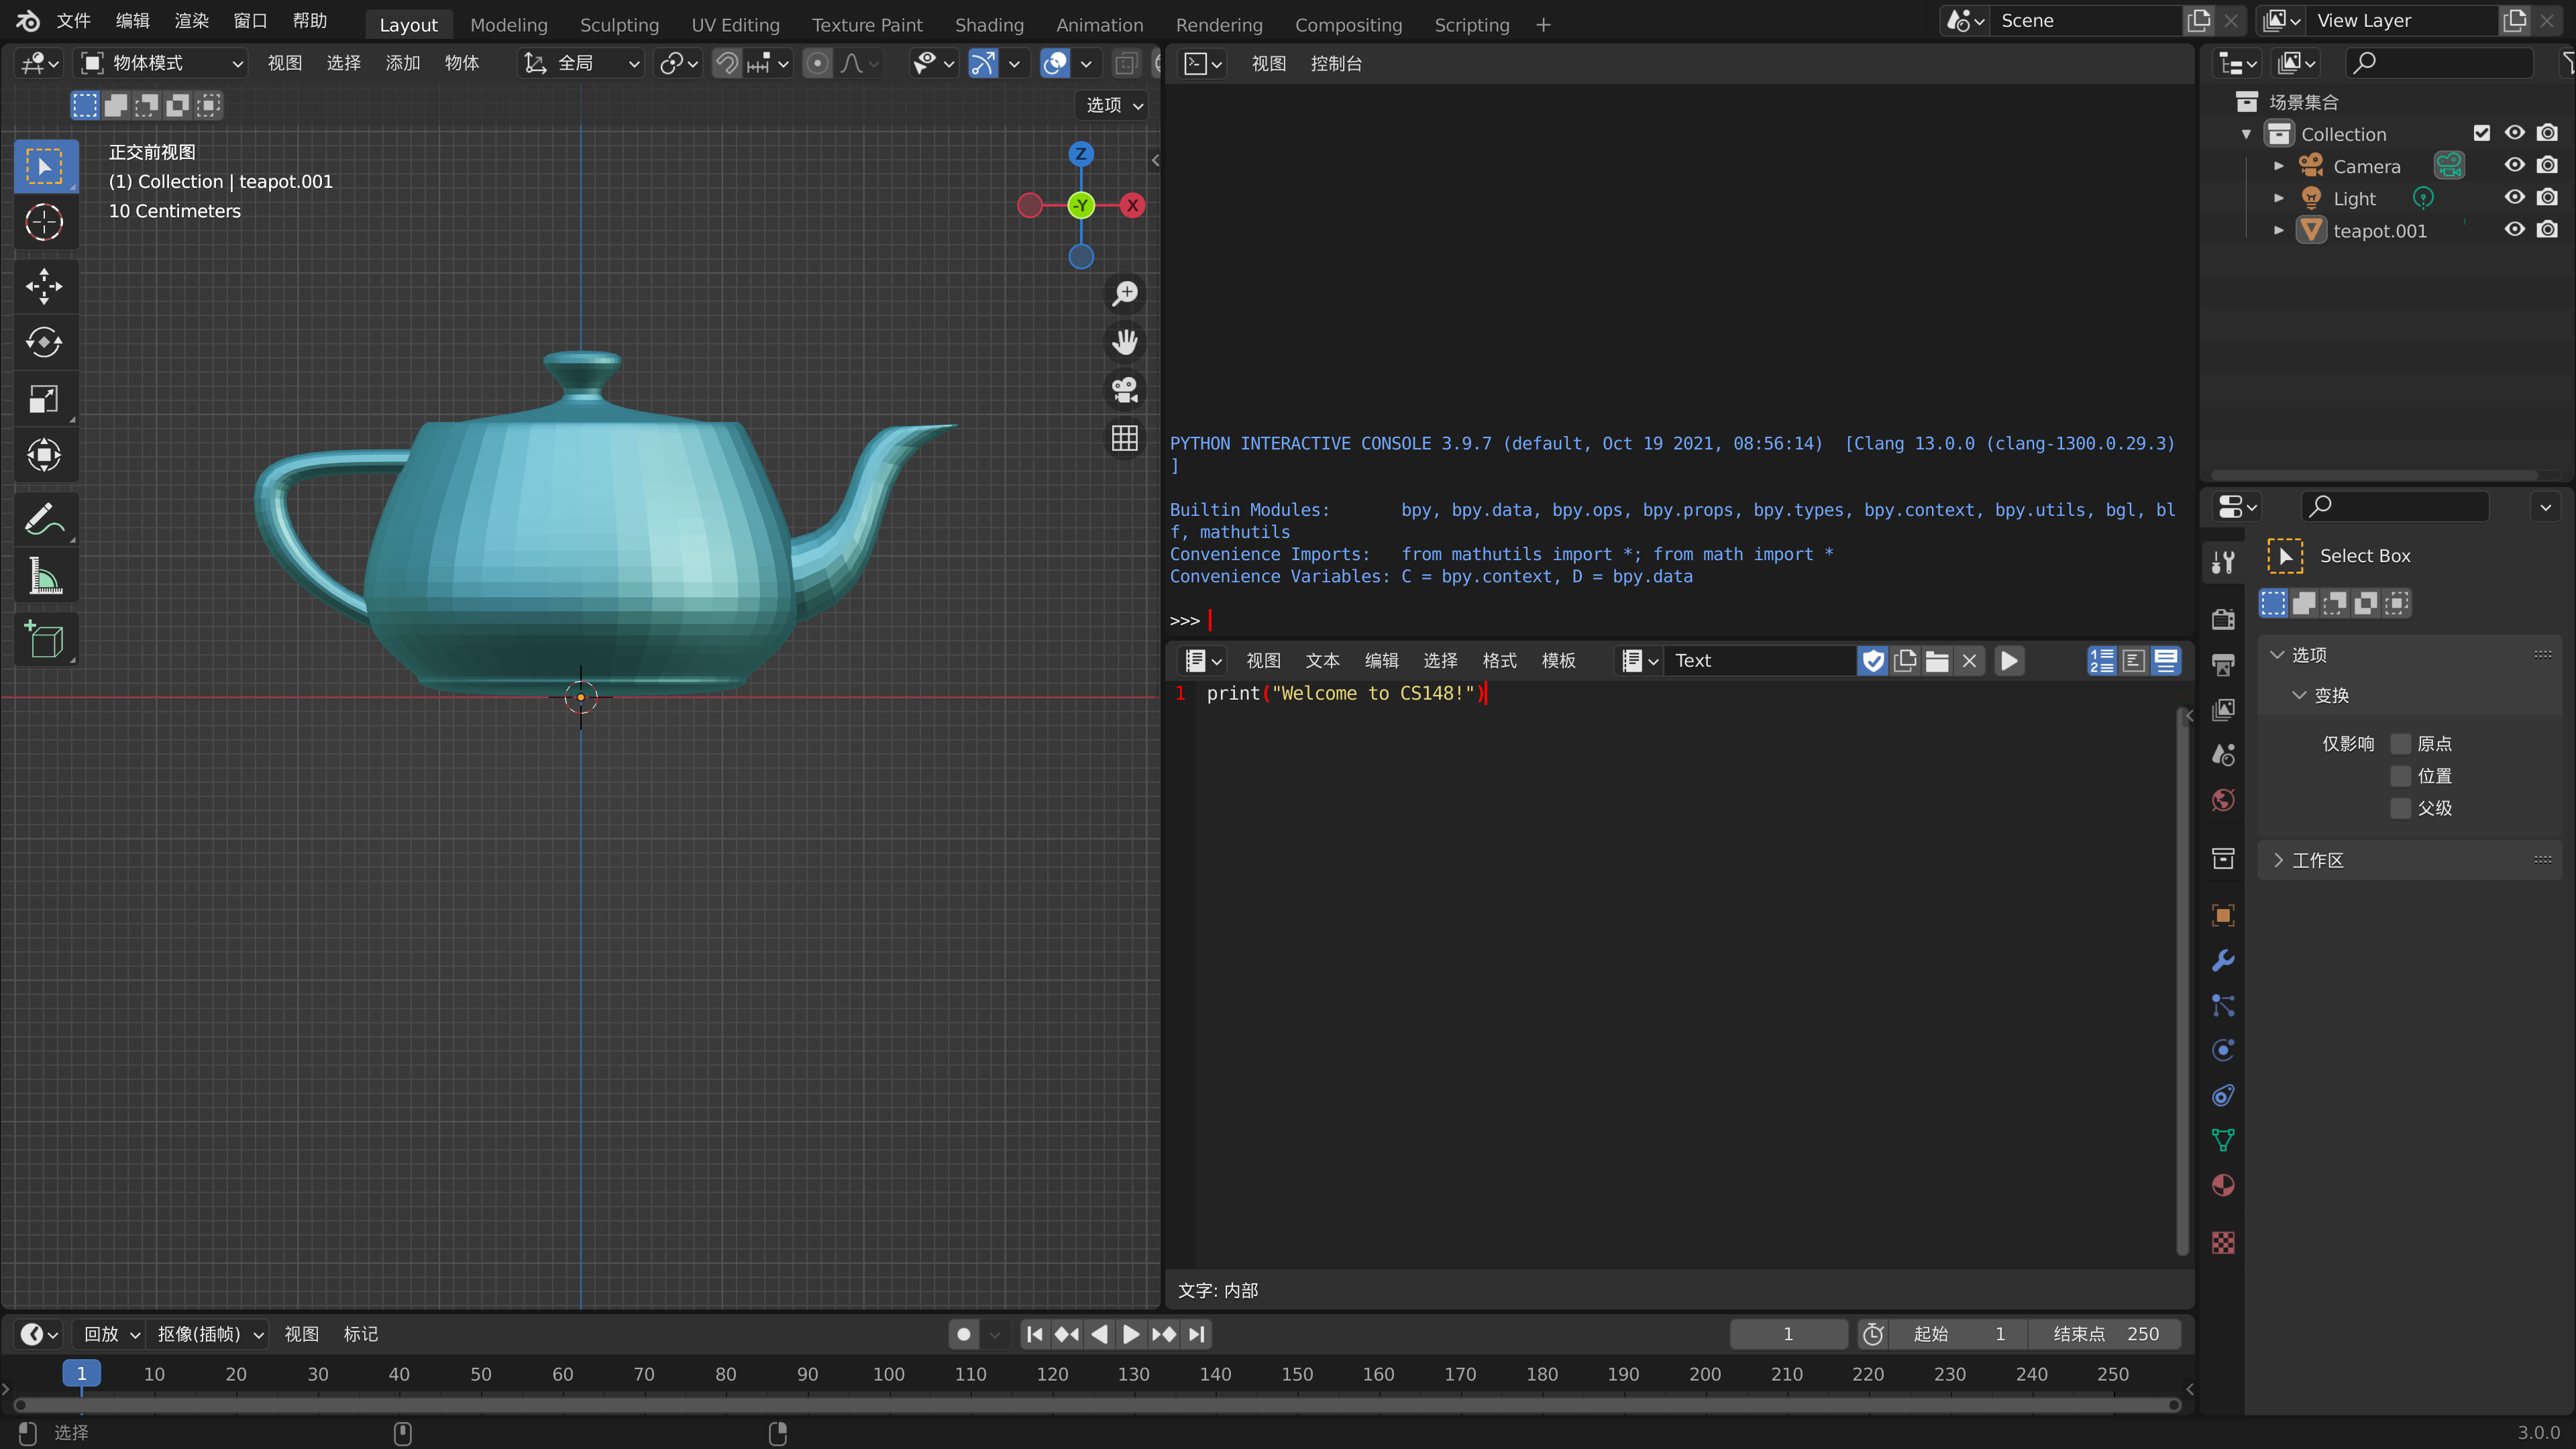 文件 编辑 渲染 窗口 帮助 Layout Modeling Sculpting UV Editing Texture Paint Shading Animation Rendering Compositing Scripting + Scene View Layer
物体模式 视图 选择 添加 物体 全局
选项
正交前视图
(1) Collection | teapot.001
10 Centimeters
Z
-Y X
视图 控制台
PYTHON INTERACTIVE CONSOLE 3.9.7 (default, Oct 19 2021, 08:56:14)  [Clang 13.0.0 (clang-1300.0.29.3)
]
Builtin Modules:       bpy, bpy.data, bpy.ops, bpy.props, bpy.types, bpy.context, bpy.utils, bgl, bl
f, mathutils
Convenience Imports:   from mathutils import *; from math import *
Convenience Variables: C = bpy.context, D = bpy.data
>>>
视图 文本 编辑 选择 格式 模板 Text
1 print("Welcome to CS148!")
文字: 内部
场景集合
Collection
Camera
Light
teapot.001
Select Box
选项
变换
仅影响 原点
位置
父级
工作区
回放 抠像(插帧) 视图 标记 1 起始 1 结束点 250
1 10 20 30 40 50 60 70 80 90 100 110 120 130 140 150 160 170 180 190 200 210 220 230 240 250
选择 3.0.0